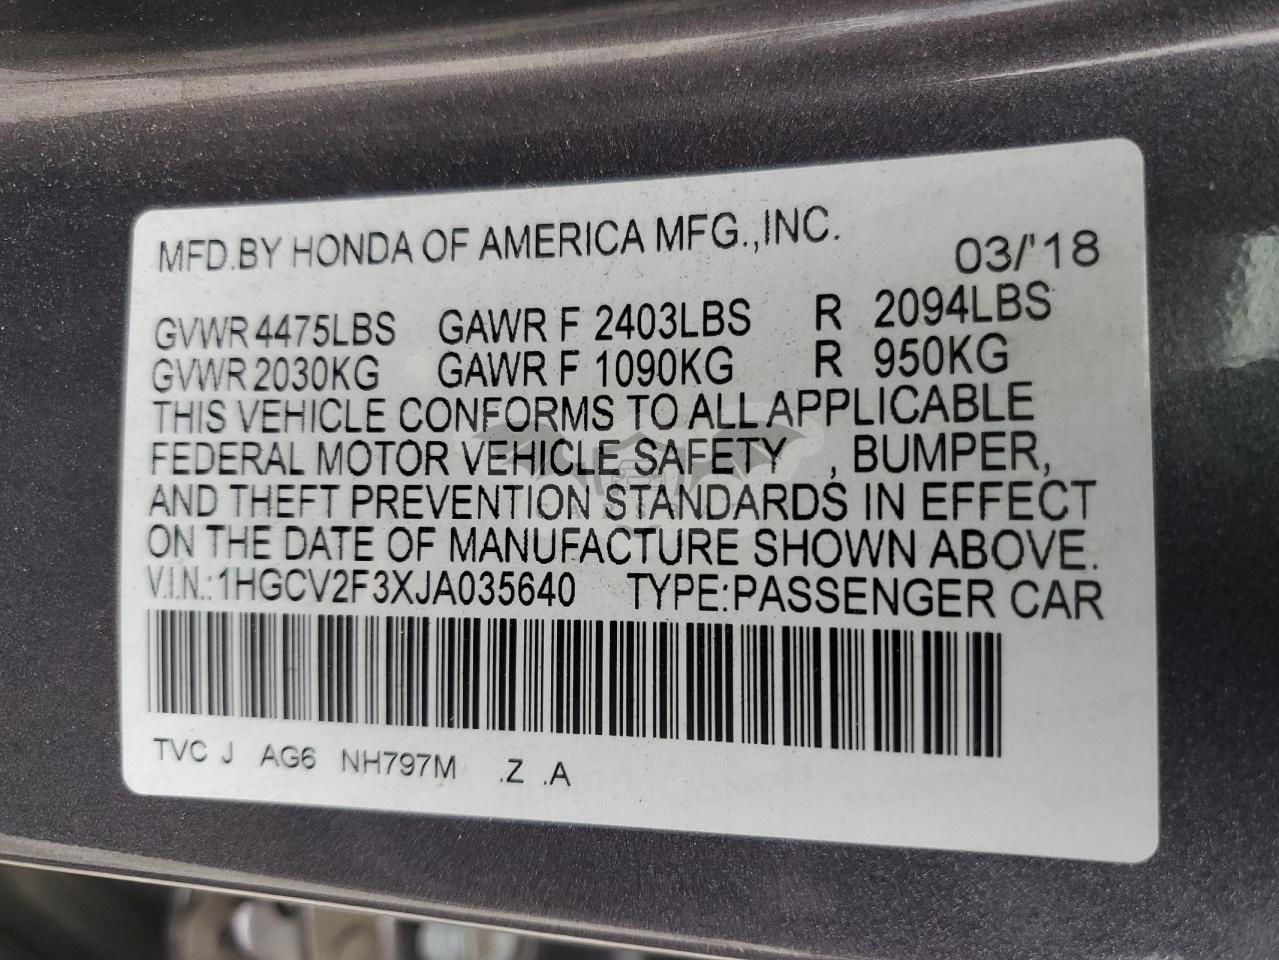 MFD.BY HONDA OF AMERICA MFG.,INC. 03/'18
GVWR 4475LBS GAWR F 2403LBS R 2094LBS
GVWR 2030KG GAWR F 1090KG R 950KG
THIS VEHICLE CONFORMS TO ALL APPLICABLE
FEDERAL MOTOR VEHICLE SAFETY , BUMPER,
AND THEFT PREVENTION STANDARDS IN EFFECT
ON THE DATE OF MANUFACTURE SHOWN ABOVE.
V.I.N.:1HGCV2F3XJA035640 TYPE:PASSENGER CAR
TVC J AG6 NH797M .Z .A